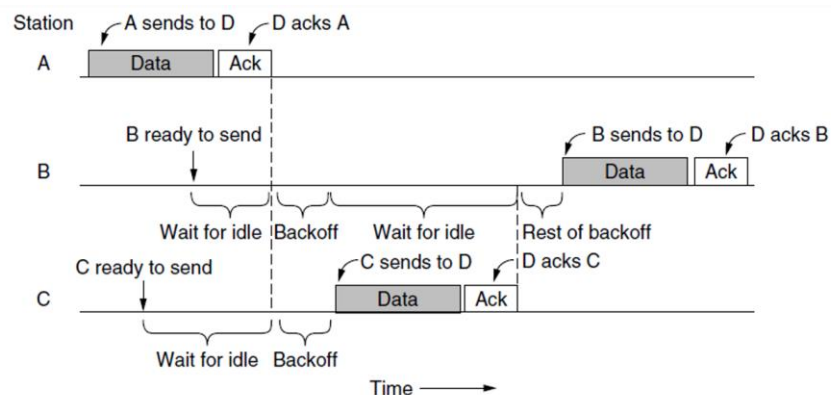 Station
A sends to D
D acks A
A
Data
Ack
B ready to send
B sends to D
D acks B
B
Data
Ack
Wait for idle
Backoff
Wait for idle
Rest of backoff
C ready to send
C sends to D
D acks C
C
Data
Ack
Wait for idle
Backoff
Time